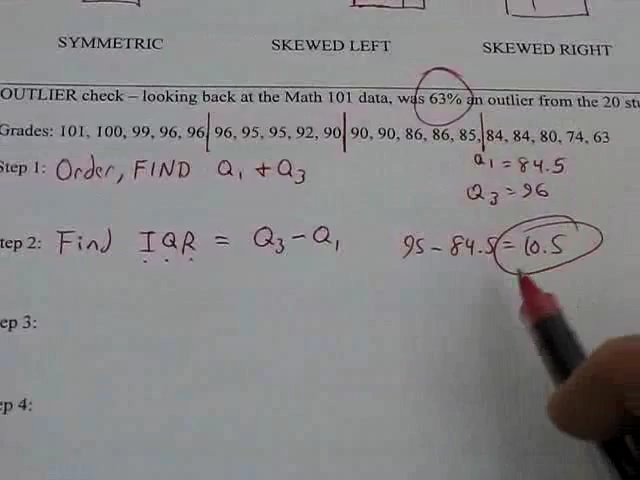 SYMMETRIC SKEWED LEFT SKEWED RIGHT
OUTLIER check – looking back at the Math 101 data, was 63% an outlier from the 20 stu
Grades: 101, 100, 99, 96, 96| 96, 95, 95, 92, 90| 90, 90, 86, 86, 85,| 84, 84, 80, 74, 63
Step 1: Order, FIND Q1 + Q3
Q1 = 84.5
Q3 = 96
tep 2: Find IQR = Q3 – Q1 95 – 84.5 = 10.5
ep 3:
ep 4: